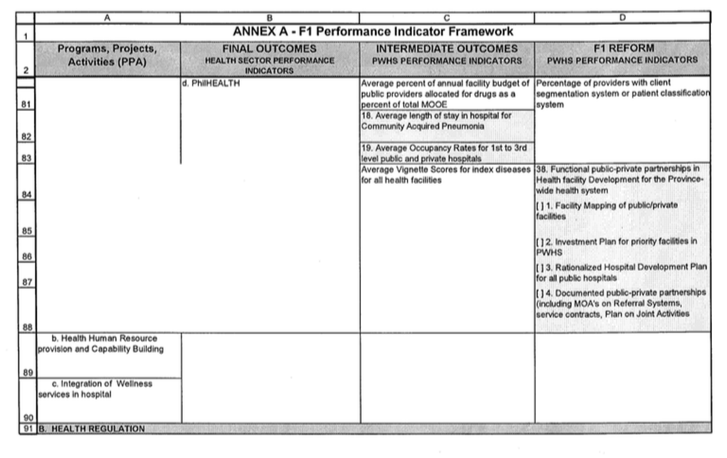 A B C D
1 ANNEX A - F1 Performance Indicator Framework
Programs, Projects,
Activities (PPA)
2
FINAL OUTCOMES
HEALTH SECTOR PERFORMANCE
INDICATORS
INTERMEDIATE OUTCOMES
PWHS PERFORMANCE INDICATORS
F1 REFORM
PWHS PERFORMANCE INDICATORS
81
d. PhilHEALTH
Average percent of annual facility budget of
public providers allocated for drugs as a
percent of total MOOE
Percentage of providers with client
segmentation system or patient classification
system
82
18. Average length of stay in hospital for
Community Acquired Pneumonia
83
19. Average Occupancy Rates for 1st to 3rd
level public and private hospitals
84
Average Vignette Scores for index diseases
for all health facilities
38. Functional public-private partnerships in
Health facility Development for the Province-
wide health system
85
[ ] 1. Facility Mapping of public/private
facilities
86
[ ] 2. Investment Plan for priority facilities in
PWHS
87
[ ] 3. Rationalized Hospital Development Plan
for all public hospitals
88
[ ] 4. Documented public-private partnerships
(including MOA's on Referral Systems,
service contracts, Plan on Joint Activities
89
b. Health Human Resource
provision and Capability Building
90
c. Integration of Wellness
services in hospital
91 B. HEALTH REGULATION